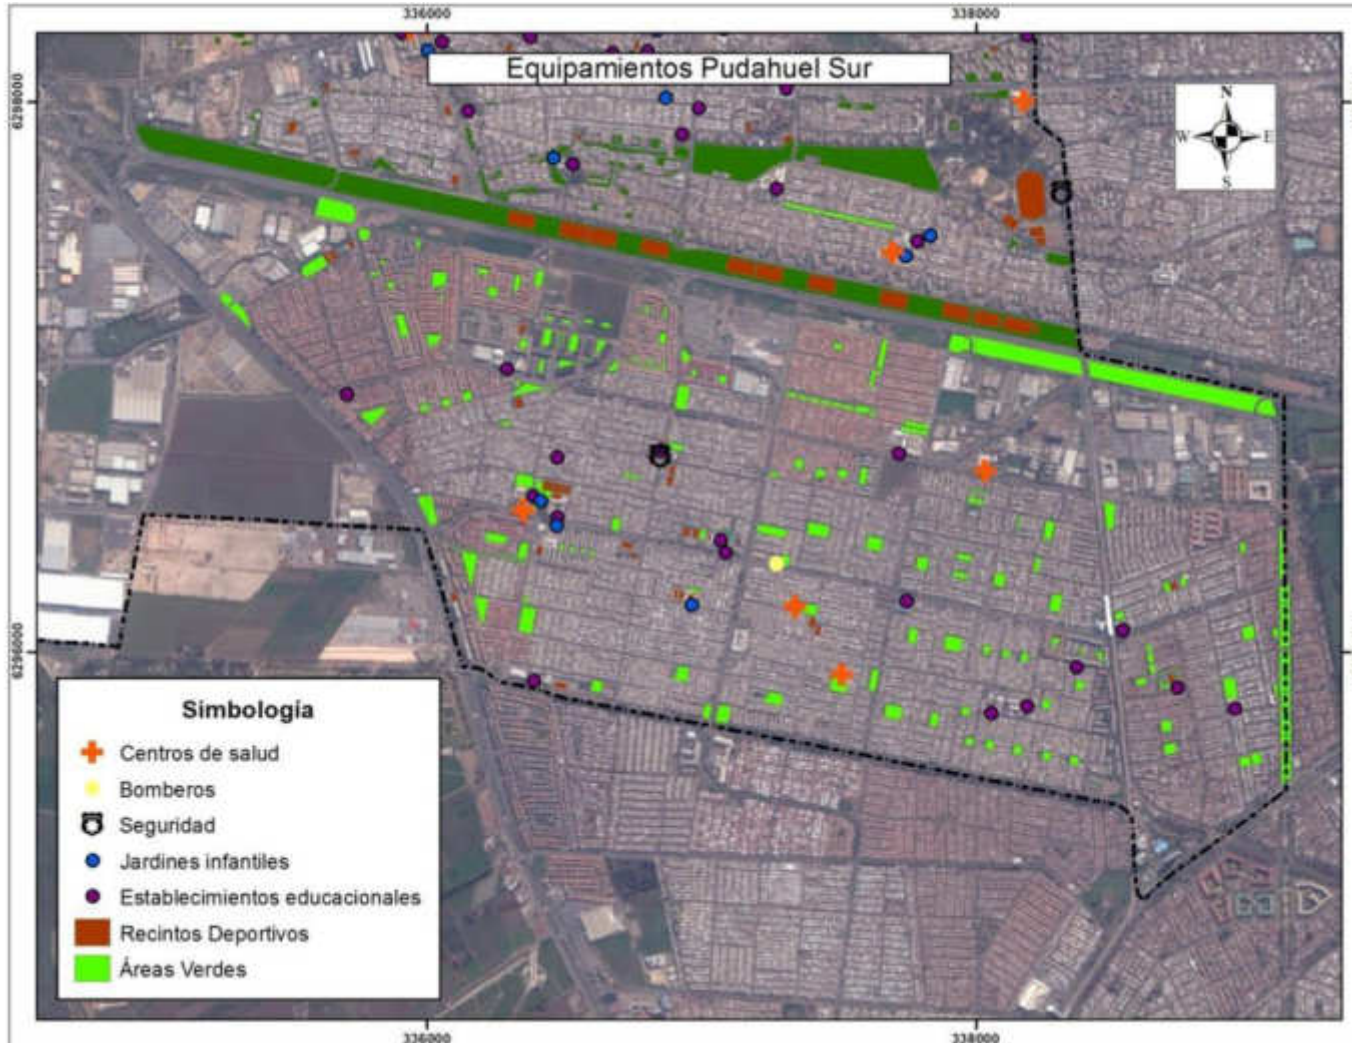 336000 338000
Equipamientos Pudahuel Sur
6298000
N
W E
S
6296000
Simbología
Centros de salud
Bomberos
Seguridad
Jardines infantiles
Establecimientos educacionales
Recintos Deportivos
Áreas Verdes
336000 338000